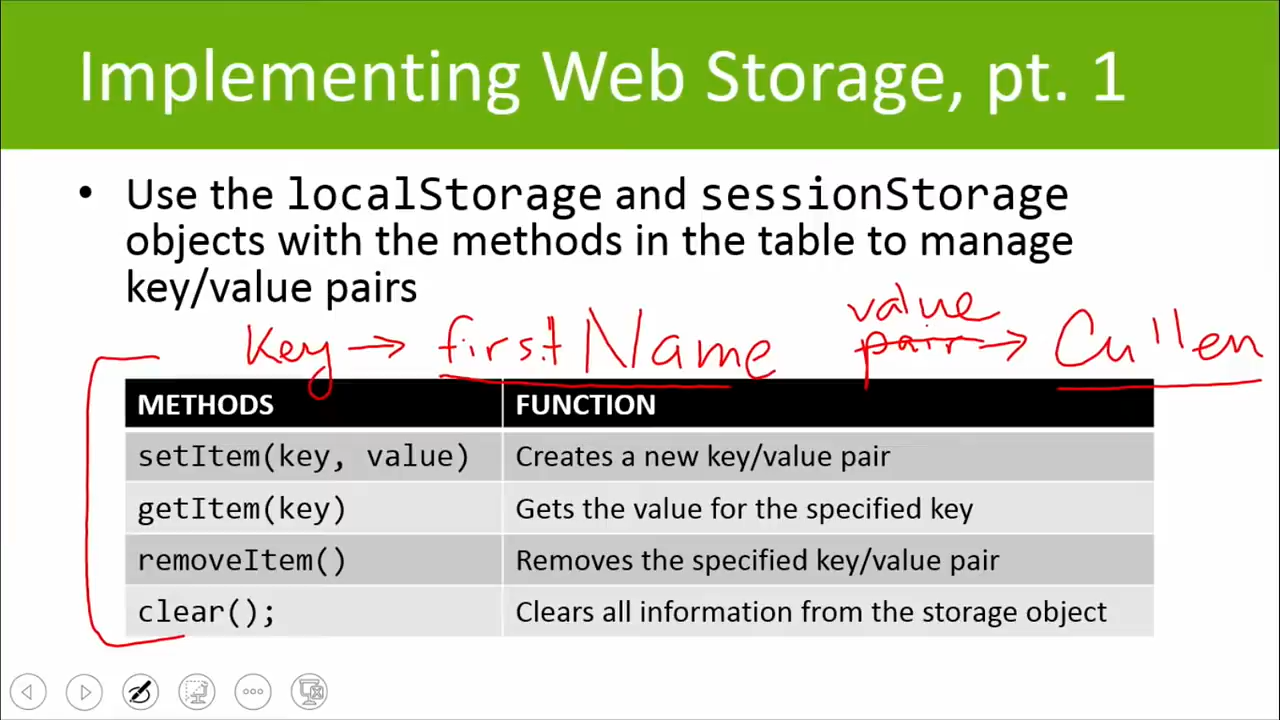 Implementing Web Storage, pt. 1
• Use the localStorage and sessionStorage
objects with the methods in the table to manage
key/value pairs
value
key → firstName pair → Cullen
METHODS FUNCTION
setItem(key, value) Creates a new key/value pair
getItem(key) Gets the value for the specified key
removeItem() Removes the specified key/value pair
clear(); Clears all information from the storage object